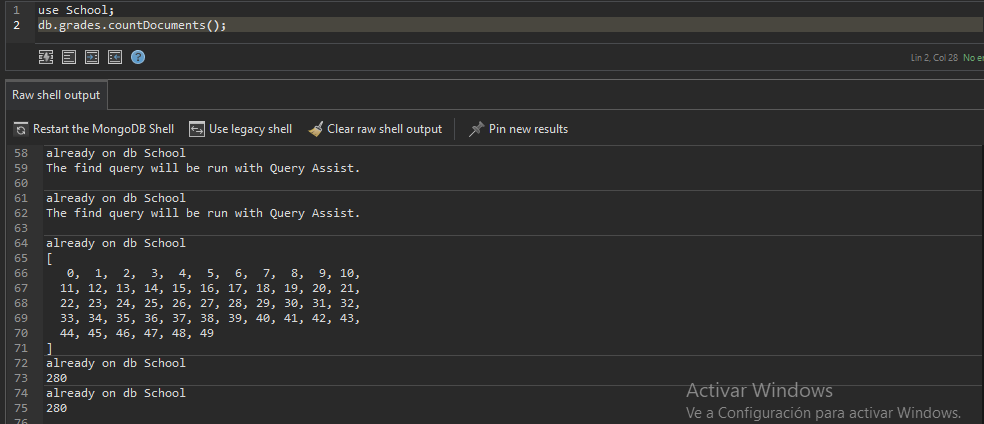 1 use School;
2 db.grades.countDocuments();
Lin 2, Col 28 No
Raw shell output
Restart the MongoDB Shell Use legacy shell Clear raw shell output Pin new results
58 already on db School
59 The find query will be run with Query Assist.
60
61 already on db School
62 The find query will be run with Query Assist.
63
64 already on db School
65 [
66 0, 1, 2, 3, 4, 5, 6, 7, 8, 9, 10,
67 11, 12, 13, 14, 15, 16, 17, 18, 19, 20, 21,
68 22, 23, 24, 25, 26, 27, 28, 29, 30, 31, 32,
69 33, 34, 35, 36, 37, 38, 39, 40, 41, 42, 43,
70 44, 45, 46, 47, 48, 49
71 ]
72 already on db School
73 280
74 already on db School
75 280
76
Activar Windows
Ve a Configuración para activar Windows.